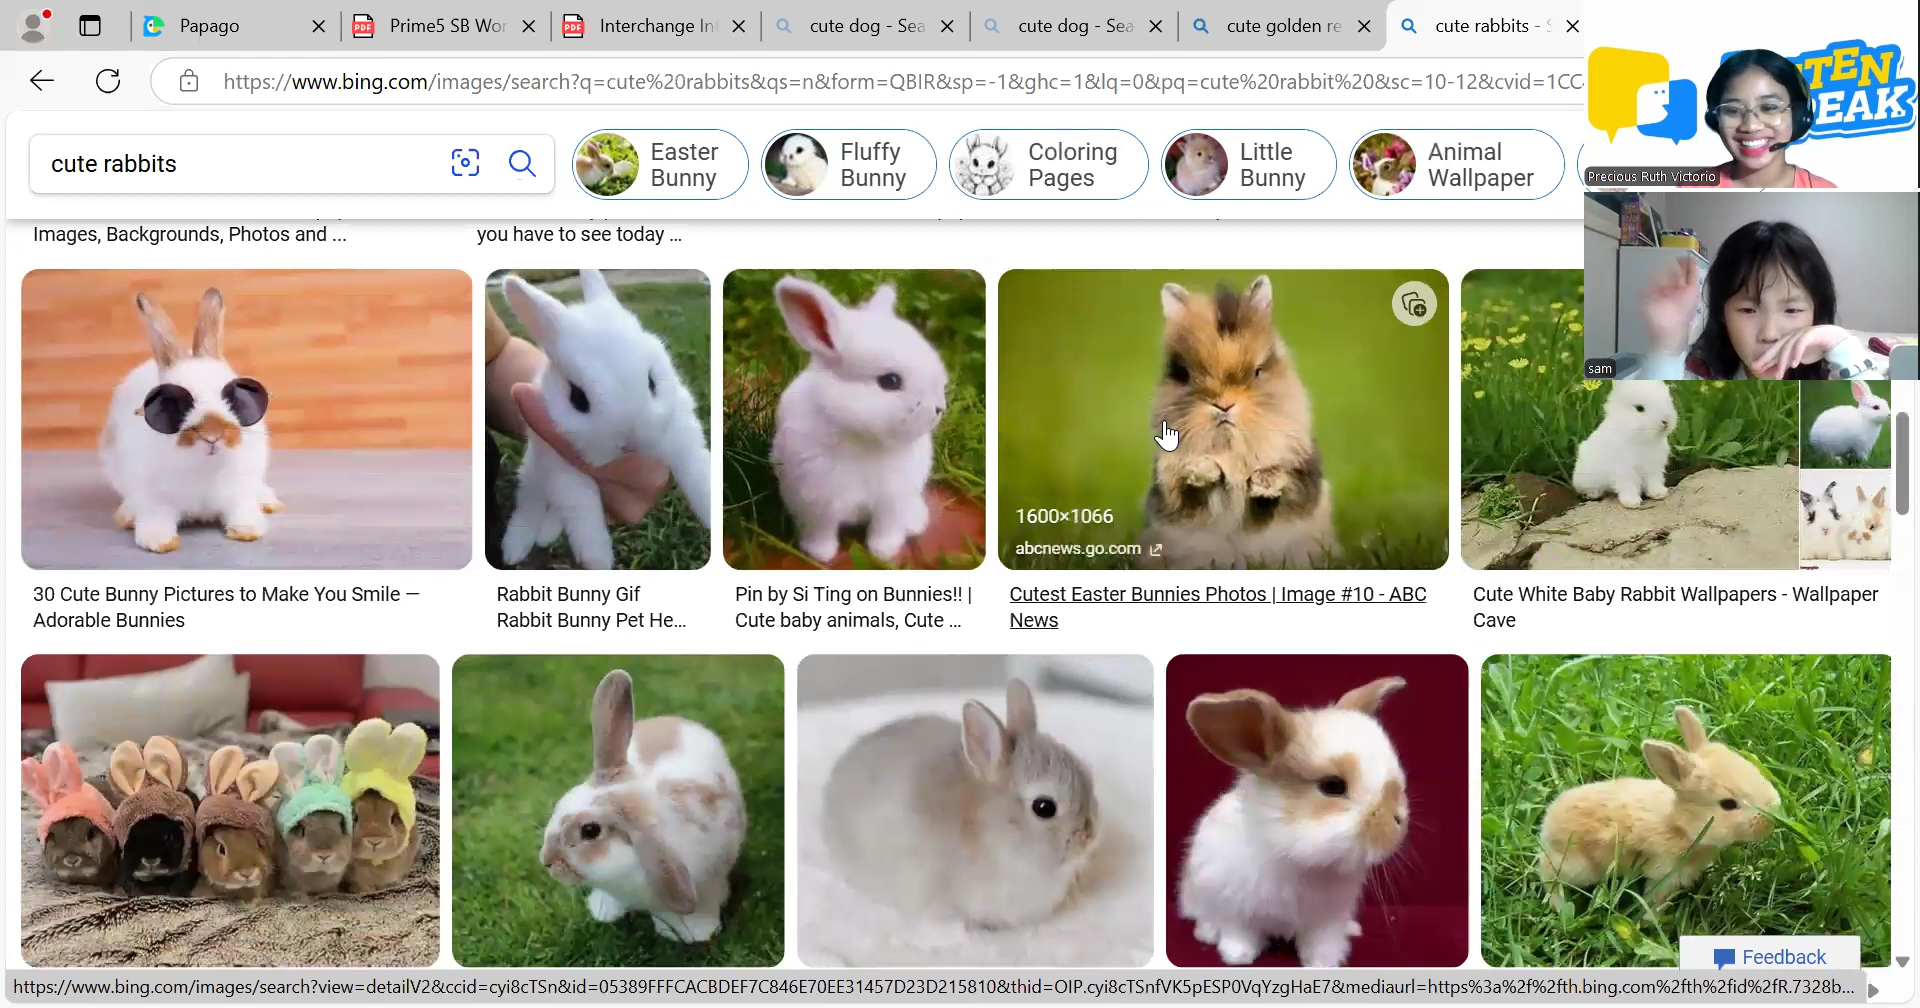 Papago
Prime5 SB Wor
Interchange Int
cute dog - Sea
cute dog - Sea
cute golden re
cute rabbits - S
https://www.bing.com/images/search?q=cute%20rabbits&qs=n&form=QBIR&sp=-1&ghc=1&lq=0&pq=cute%20rabbit%20&sc=10-12&cvid=1CC
cute rabbits
Easter
Bunny
Fluffy
Bunny
Coloring
Pages
Little
Bunny
Animal
Wallpaper
TEN
EAK
Precious Ruth Victorio
sam
Images, Backgrounds, Photos and ...
you have to see today ...
1600×1066
abcnews.go.com
30 Cute Bunny Pictures to Make You Smile —
Adorable Bunnies
Rabbit Bunny Gif
Rabbit Bunny Pet He...
Pin by Si Ting on Bunnies!! |
Cute baby animals, Cute ...
Cutest Easter Bunnies Photos | Image #10 - ABC
News
Cute White Baby Rabbit Wallpapers - Wallpaper
Cave
Feedback
https://www.bing.com/images/search?view=detailV2&ccid=cyi8cTSn&id=05389FFFCACBDEF7C846E70EE31457D23D215810&thid=OIP.cyi8cTSnfVK5pESP0VqYzgHaE7&mediaurl=https%3a%2f%2fth.bing.com%2fth%2fid%2fR.7328b...